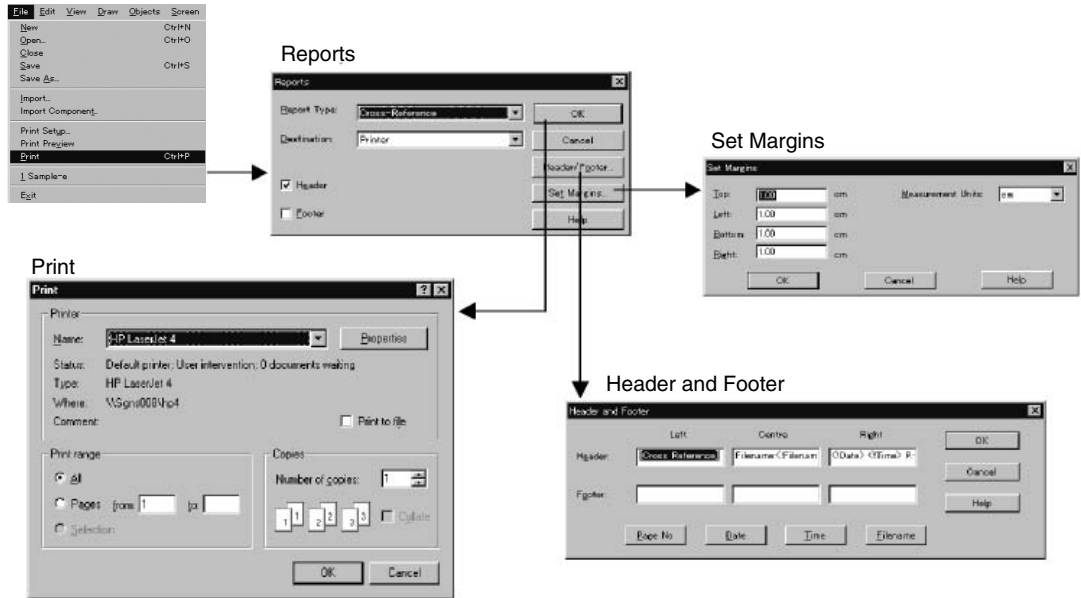 File Edit View Draw Objects Screen
New Ctrl+N
Open... Ctrl+O
Close
Save Ctrl+S
Save As...
Import...
Import Component...
Print Setup...
Print Preview
Print Ctrl+P
1 Sample-e
Exit
Reports
Reports
Report Type: Cross-Reference OK
Destination: Printer Cancel
Header/Footer...
Header Set Margins...
Footer Help
Set Margins
Set Margins
Top: 1.00 cm Measurement Units: cm
Left: 1.00 cm
Bottom: 1.00 cm
Right: 1.00 cm
OK Cancel Help
Print
Print
Printer
Name: HP LaserJet 4 Properties
Status: Default printer; User intervention; 0 documents waiting
Type: HP LaserJet 4
Where: \\Sgns008\hp4
Comment: Print to file
Print range Copies
All Number of copies: 1
Pages from: 1 to:
1 1 2 2 3 3 Collate
Selection
OK Cancel
Header and Footer
Header and Footer
Left Centre Right OK
Header: Cross Reference Filename<Filenam
Cancel
Footer:
Help
Page No Date Time Filename